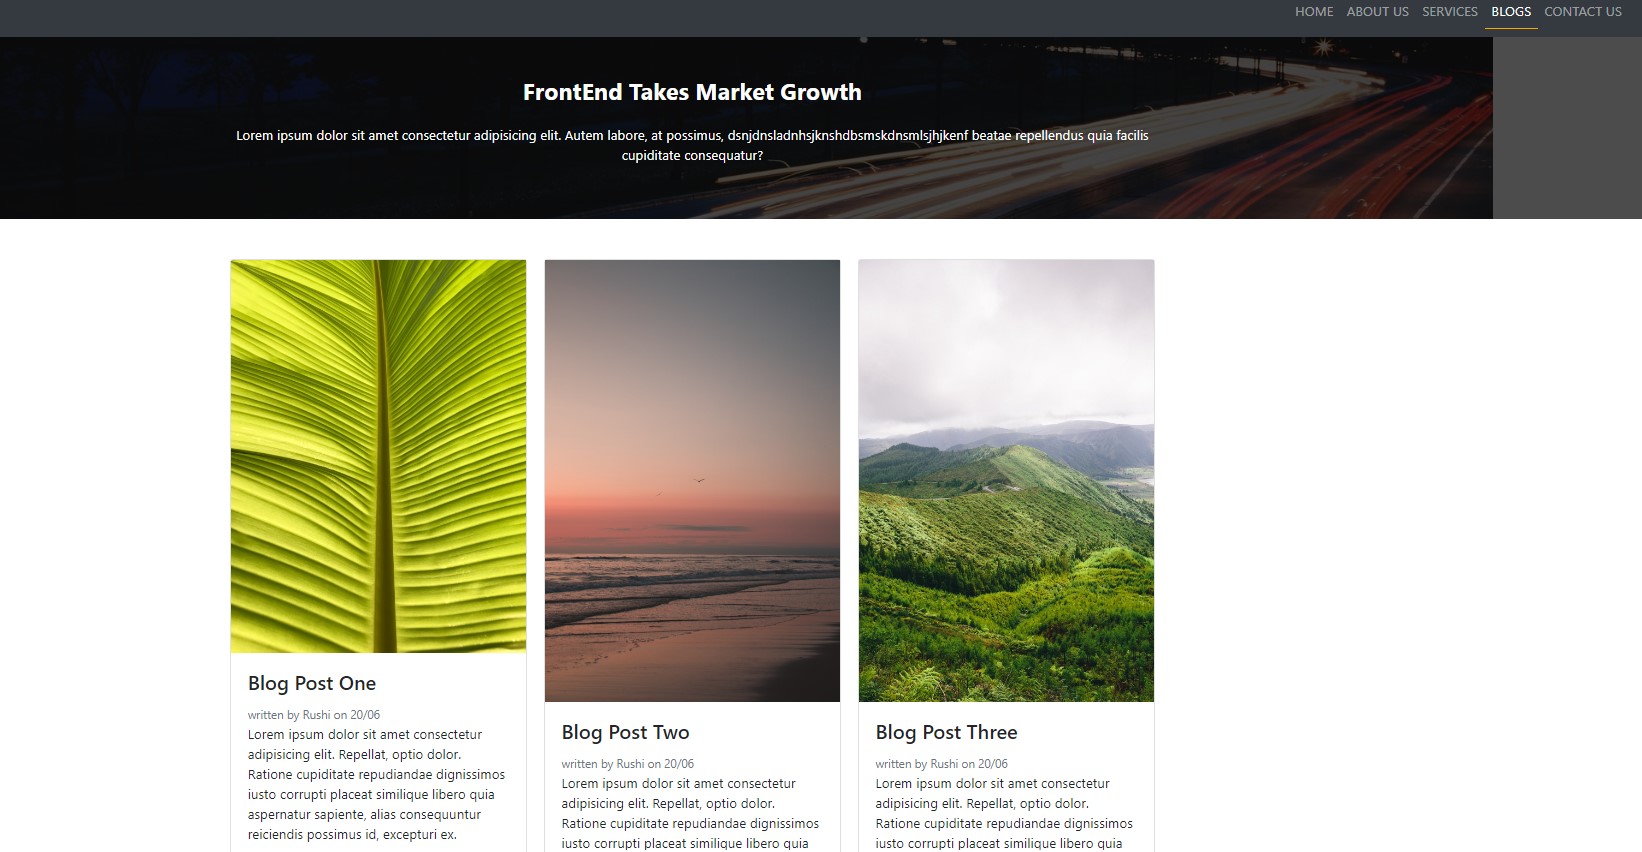 HOME ABOUT US SERVICES BLOGS CONTACT US
FrontEnd Takes Market Growth
Lorem ipsum dolor sit amet consectetur adipisicing elit. Autem labore, at possimus, dsnjdnsladnhsjknshdbsmskdnsmlsjhjkenf beatae repellendus quia facilis
cupiditate consequatur?
Blog Post One
written by Rushi on 20/06
Lorem ipsum dolor sit amet consectetur
adipisicing elit. Repellat, optio dolor.
Ratione cupiditate repudiandae dignissimos
iusto corrupti placeat similique libero quia
aspernatur sapiente, alias consequuntur
reiciendis possimus id, excepturi ex.
Blog Post Two
written by Rushi on 20/06
Lorem ipsum dolor sit amet consectetur
adipisicing elit. Repellat, optio dolor.
Ratione cupiditate repudiandae dignissimos
iusto corrupti placeat similique libero quia
Blog Post Three
written by Rushi on 20/06
Lorem ipsum dolor sit amet consectetur
adipisicing elit. Repellat, optio dolor.
Ratione cupiditate repudiandae dignissimos
iusto corrupti placeat similique libero quia